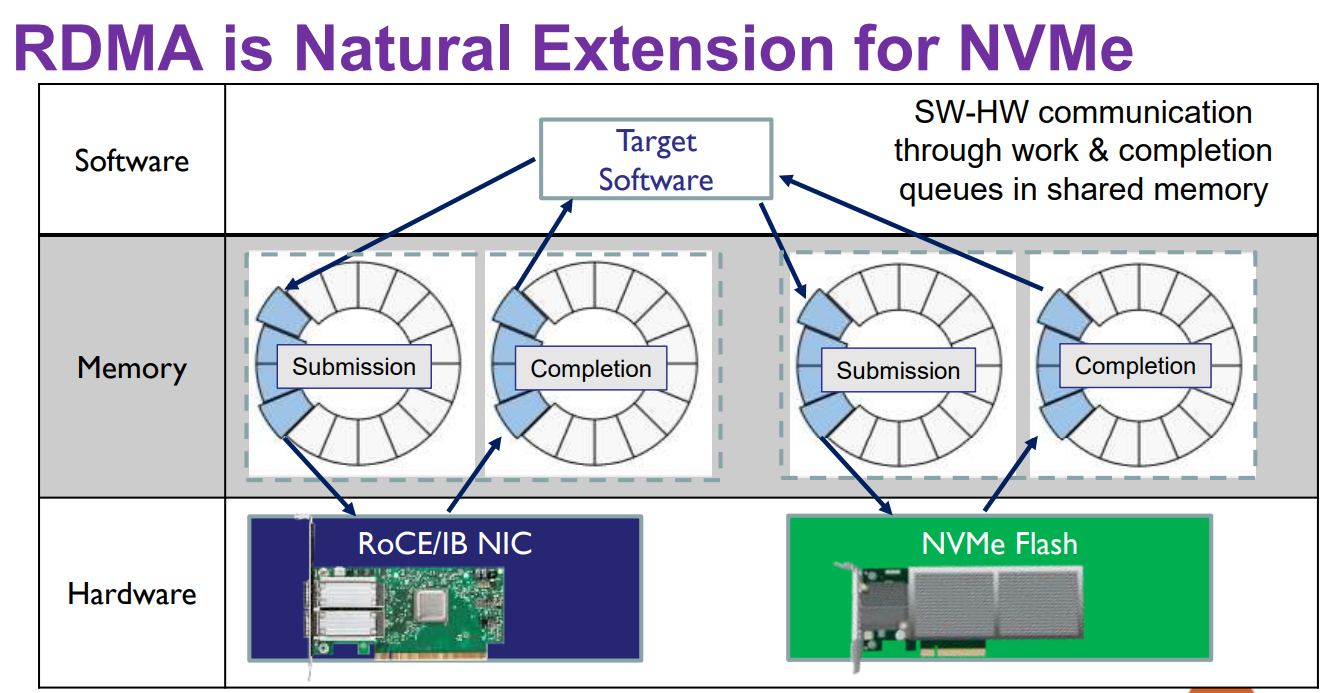 RDMA is Natural Extension for NVMe
Software
Target
Software
SW-HW communication
through work & completion
queues in shared memory
Memory
Submission
Completion
Submission
Completion
Hardware
RoCE/IB NIC
NVMe Flash